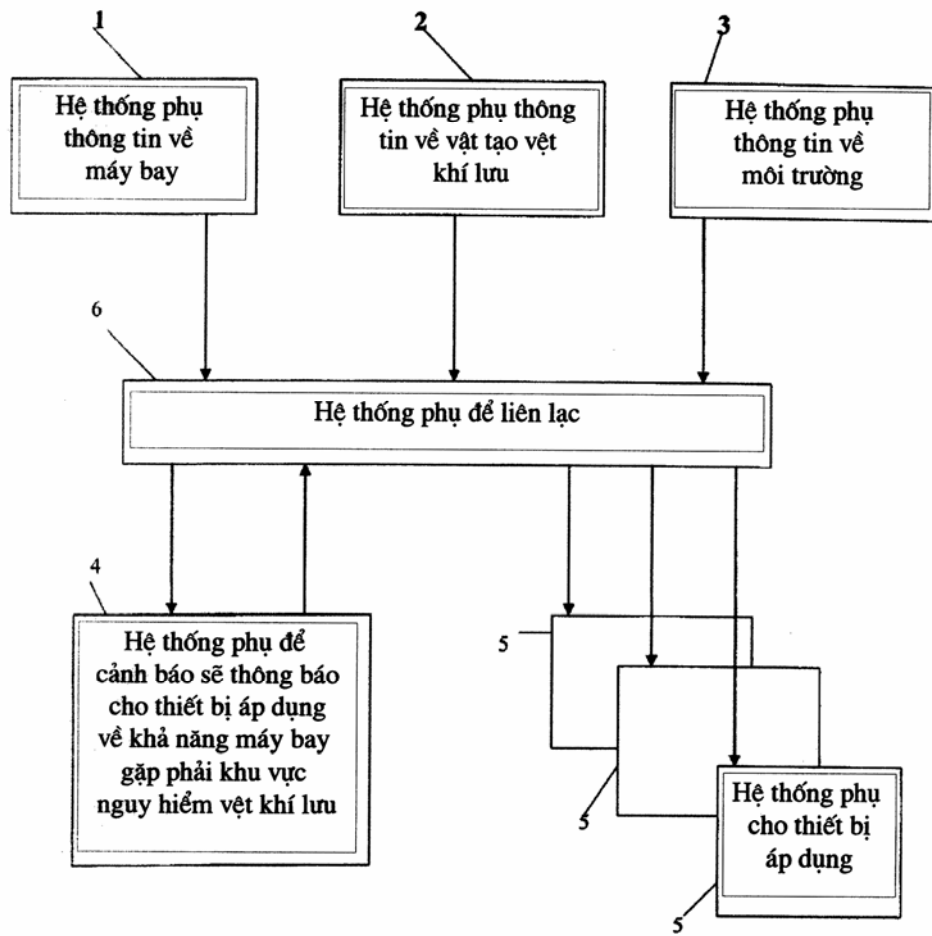 1
2
3
Hệ thống phụ
thông tin về
máy bay
Hệ thống phụ thông
tin về vật tạo vệt
khí lưu
Hệ thống phụ
thông tin về
môi trường
6
Hệ thống phụ để liên lạc
4
Hệ thống phụ để
cảnh báo sẽ thông báo
cho thiết bị áp dụng
về khả năng máy bay
gặp phải khu vực
nguy hiểm vệt khí lưu
5
5
Hệ thống phụ
cho thiết bị
áp dụng
5